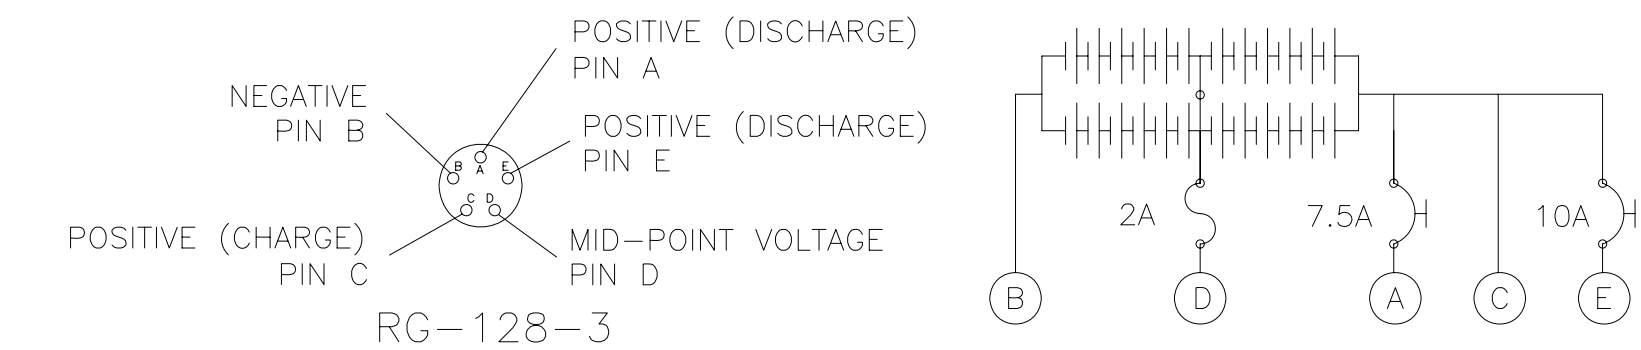 POSITIVE (DISCHARGE)
PIN A
NEGATIVE
PIN B
POSITIVE (DISCHARGE)
PIN E
B
A
E
C D
POSITIVE (CHARGE)
PIN C
MID-POINT VOLTAGE
PIN D
RG-128-3
2A
7.5A
10A
B
D
A
C
E